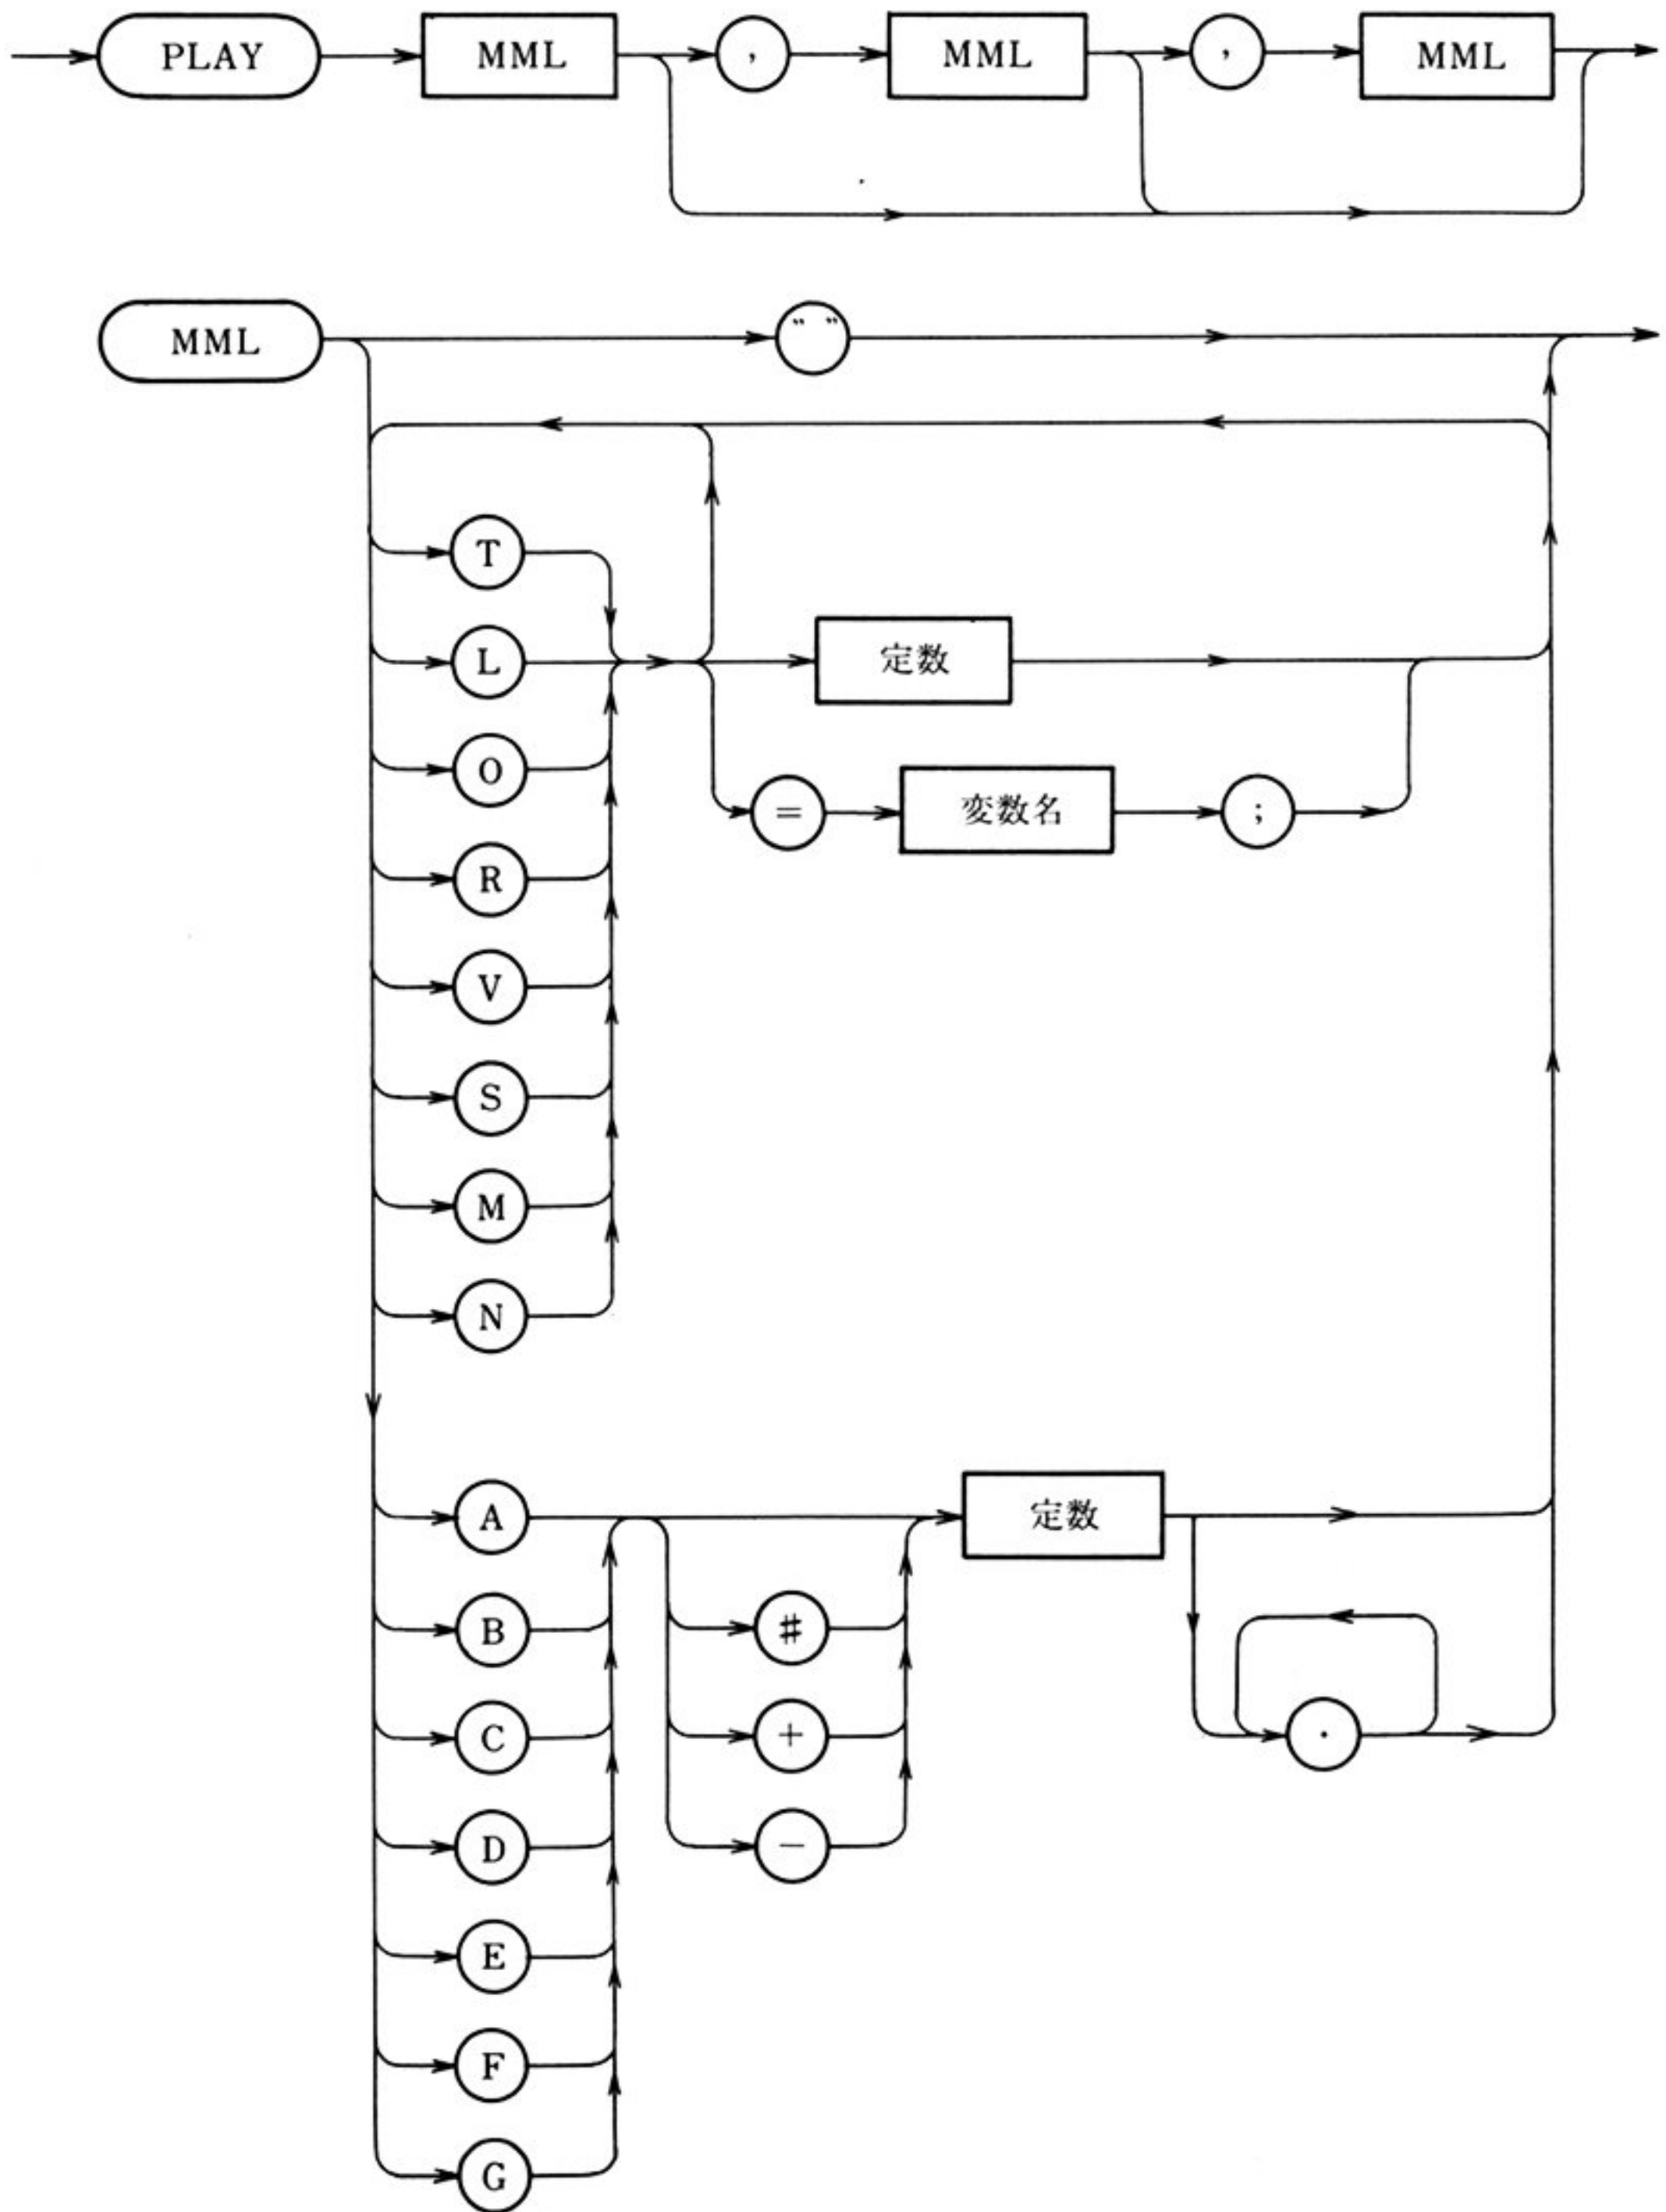 PLAY MML , MML , MML
MML " "
T
L 定数
O = 変数名 ;
R
V
S
M
N
A 定数
B #
C + .
D −
E
F
G